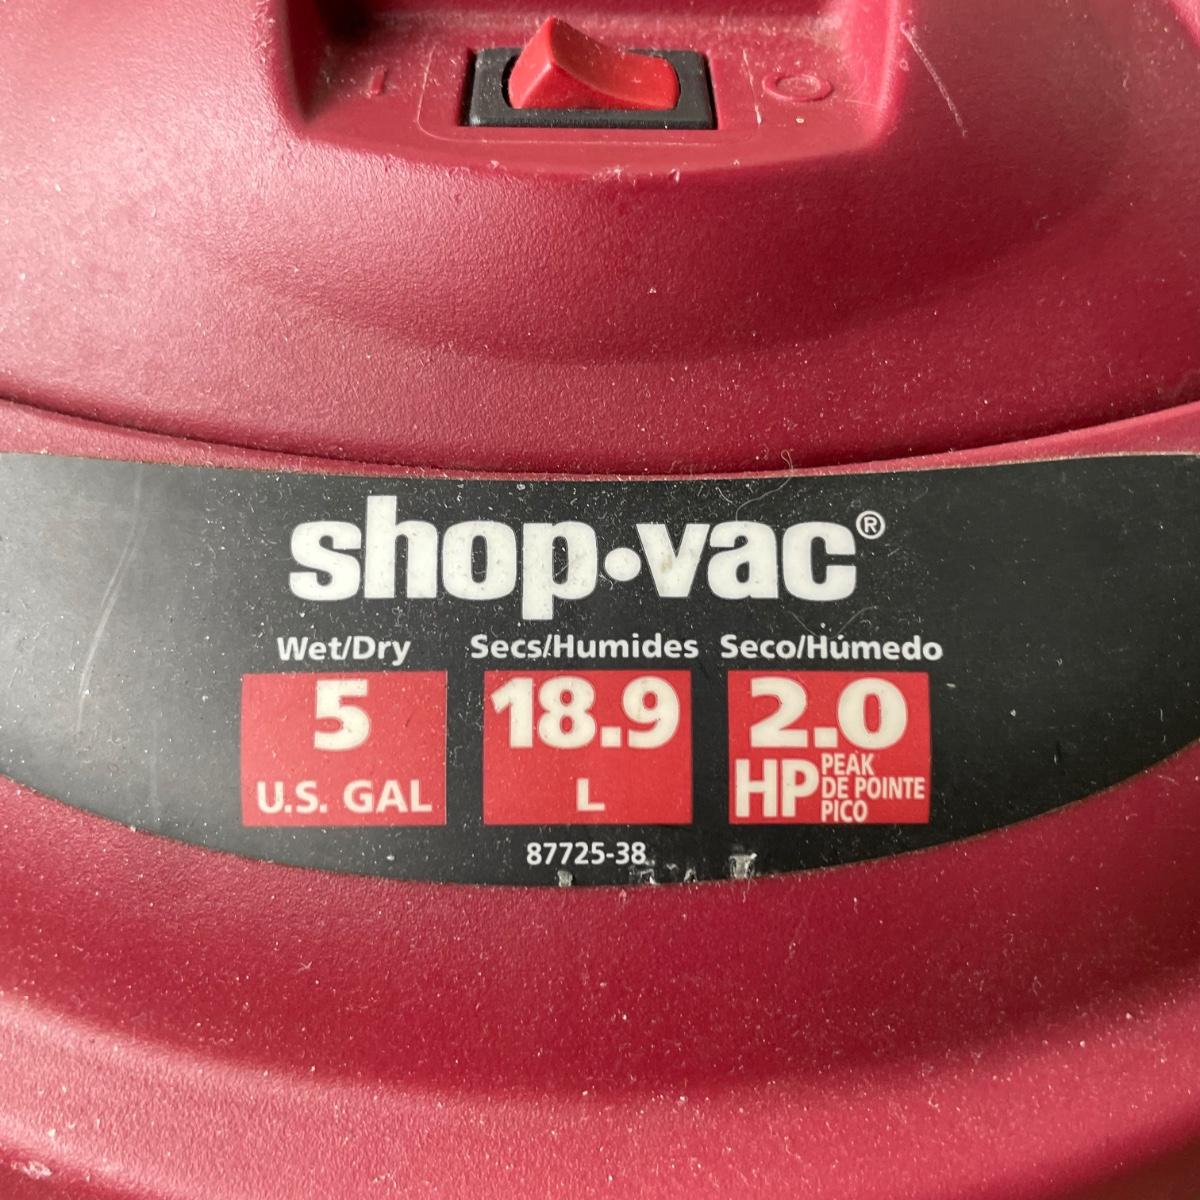 shop•vac®
Wet/Dry Secs/Humides Seco/Húmedo
5
U.S. GAL
18.9
L
2.0
HP PEAK
DE POINTE
PICO
87725-38